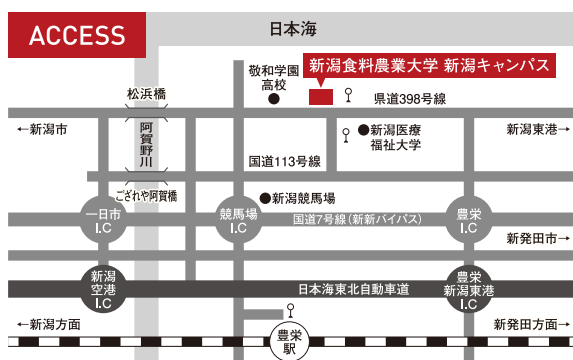 ACCESS
日本海
敬和学園
高校
新潟食料農業大学 新潟キャンパス
松浜橋
県道398号線
←新潟市
阿賀野川
●新潟医療
福祉大学
新潟東港→
国道113号線
ござれや阿賀橋
●新潟競馬場
一日市
I.C
競馬場
I.C
国道7号線（新新バイパス）
豊栄
I.C
新発田市→
新潟
空港
I.C
日本海東北自動車道
豊栄
新潟東港
I.C
←新潟方面
豊栄
駅
新発田方面→